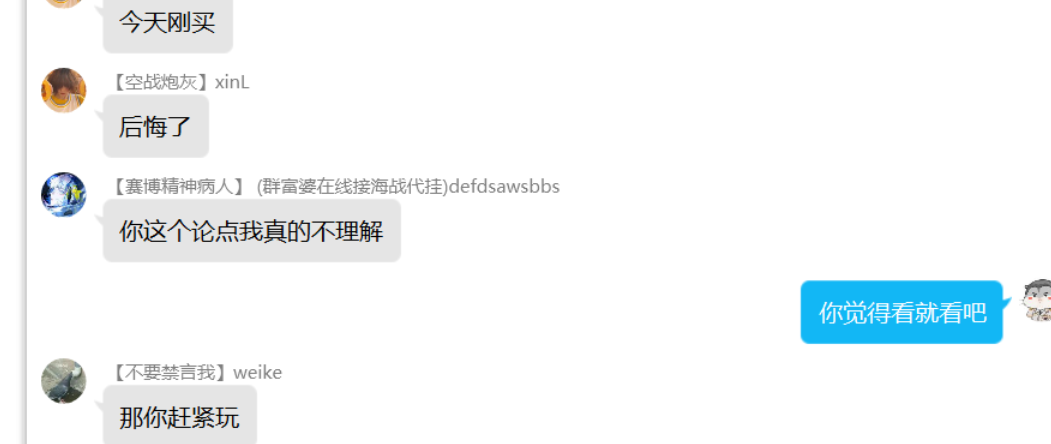 今天刚买
【空战炮灰】xinL
后悔了
【赛博精神病人】 (群富婆在线接海战代挂)defdsawsbbs
你这个论点我真的不理解
你觉得看就看吧
【不要禁言我】weike
那你赶紧玩